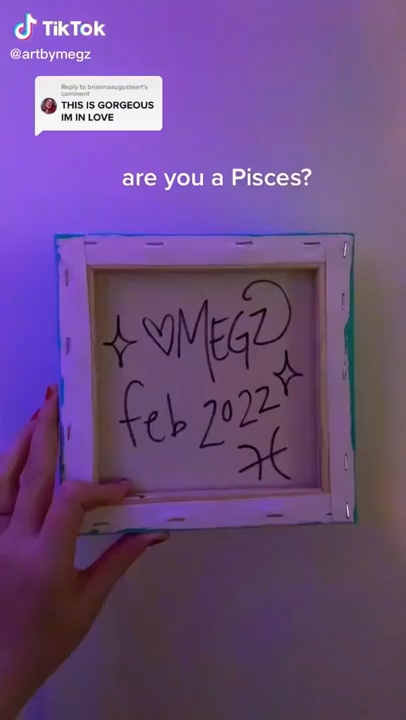 TikTok
@artbymegz
Reply to briannaaugusteart's
comment
THIS IS GORGEOUS
IM IN LOVE
are you a Pisces?
♡MEGZ
feb 2022
♓